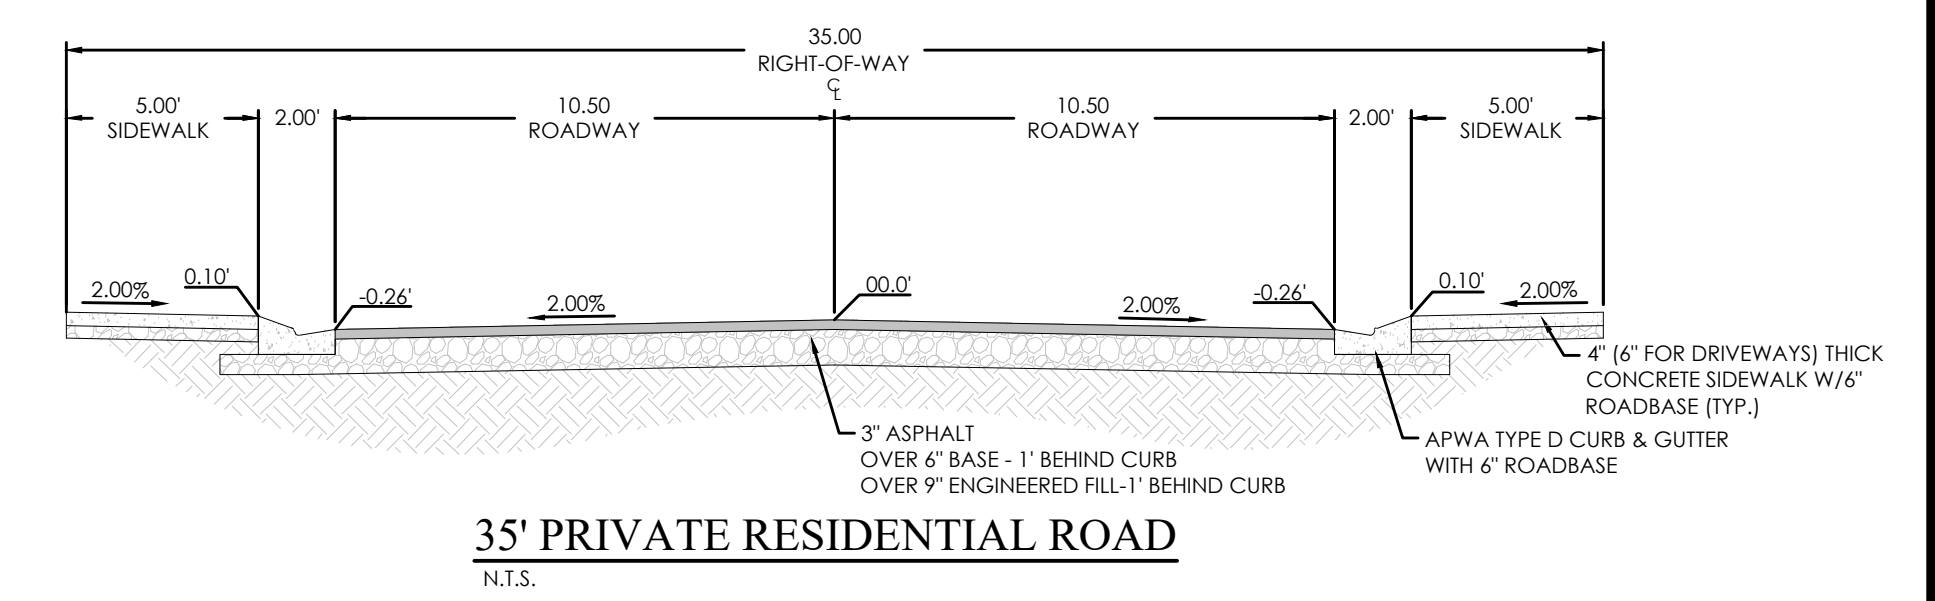 35.00
RIGHT-OF-WAY
℄
5.00'
SIDEWALK
2.00'
10.50
ROADWAY
10.50
ROADWAY
2.00'
5.00'
SIDEWALK
2.00%
0.10'
-0.26'
2.00%
00.0'
2.00%
-0.26'
0.10'
2.00%
4" (6" FOR DRIVEWAYS) THICK
CONCRETE SIDEWALK W/6"
ROADBASE (TYP.)
3" ASPHALT
OVER 6" BASE - 1' BEHIND CURB
OVER 9" ENGINEERED FILL-1' BEHIND CURB
APWA TYPE D CURB & GUTTER
WITH 6" ROADBASE
35' PRIVATE RESIDENTIAL ROAD
N.T.S.